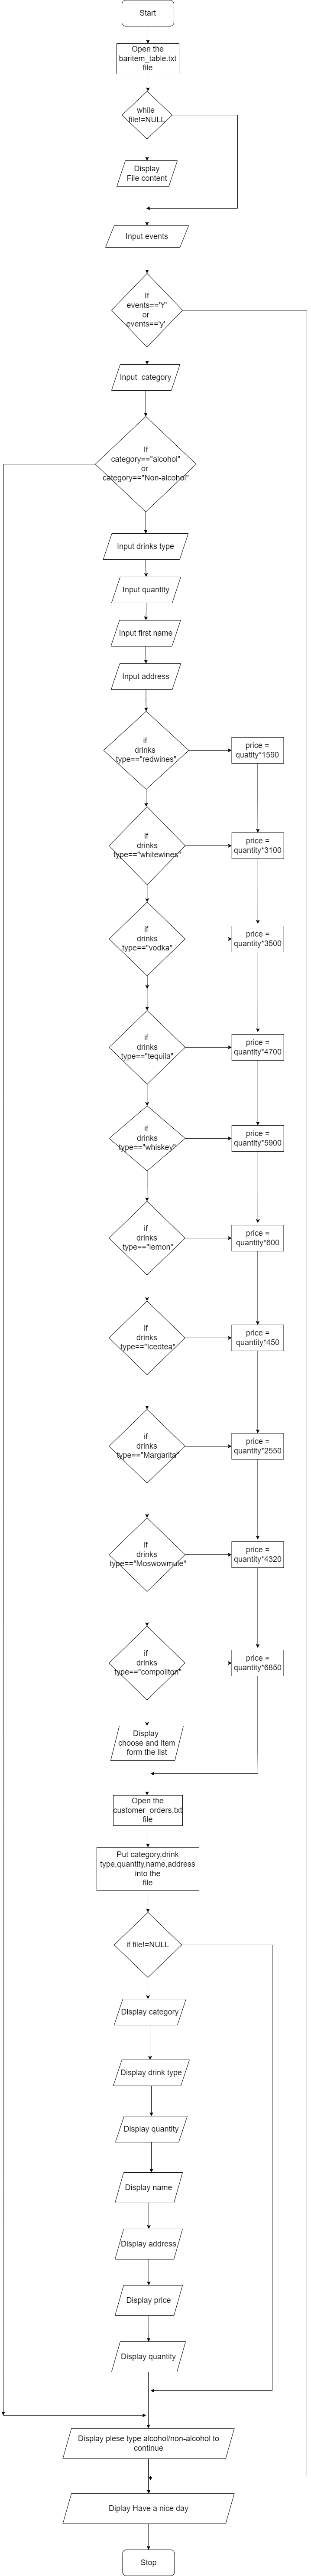 Start
Open the
barItem_table.txt
file
while
file!=NULL
Display
File content
Input events
If
events=='Y'
or
events=='y'
Input category
If
category=="alcohol"
or
category=="Non-alcohol"
Input drinks type
Input quantity
Input first name
Input address
if
drinks
type=="redwines"
price =
quatity*1590
if
drinks
type=="whitewines"
price =
quantity*3100
if
drinks
type=="vodka"
price =
quantity*3500
if
drinks
type=="tequila"
price =
quantity*4700
if
drinks
type=="whiskey"
price =
quantity*5900
if
drinks
type=="lemon"
price =
quantity*600
if
drinks
type=="Icedtea"
price =
quantity*450
if
drinks
type=="Margarita"
price =
quantity*2550
if
drinks
type=="Moswowmule"
price =
quantity*4320
if
drinks
type=="compoliton"
price =
quantity*6850
Display
choose and item
form the list
Open the
customer_orders.txt
file
Put category,drink
type,quantity,name,address
into the
file
if file!=NULL
Display category
Display drink type
Display quantity
Display name
Display address
Display price
Display quantity
Display plese type alcohol/non-alcohol to
continue
Diplay Have a nice day
Stop